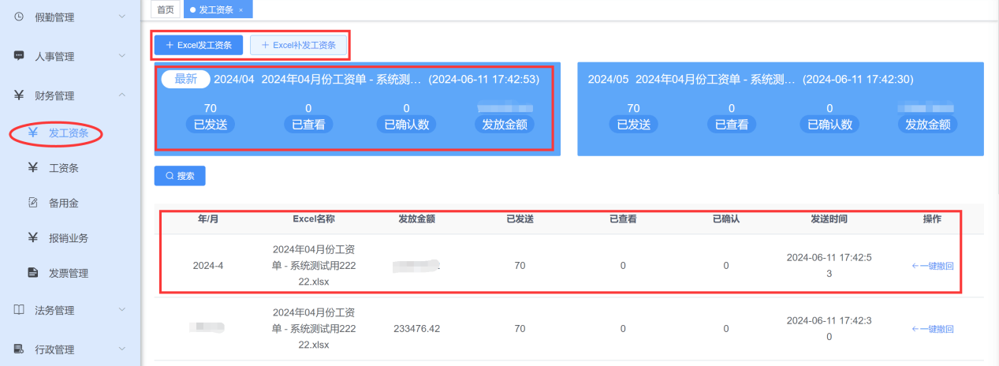 假勤管理
人事管理
财务管理
发工资条
工资条
备用金
报销业务
发票管理
法务管理
行政管理
首页
发工资条 ×
+ Excel发工资条
+ Excel补发工资条
最新 2024/04 2024年04月份工资单 - 系统测... (2024-06-11 17:42:53)
70 0 0
已发送 已查看 已确认数 发放金额
2024/05 2024年04月份工资单 - 系统测... (2024-06-11 17:42:30)
70 0 0
已发送 已查看 已确认数 发放金额
搜索
年/月 Excel名称 发放金额 已发送 已查看 已确认 发送时间 操作
2024年04月份工资
2024-4 单 - 系统测试用222 70 0 0 2024-06-11 17:42:5 ←一键撤回
22.xlsx 3
2024年04月份工资
单 - 系统测试用222 233476.42 70 0 0 2024-06-11 17:42:3 ←一键撤回
22.xlsx 0